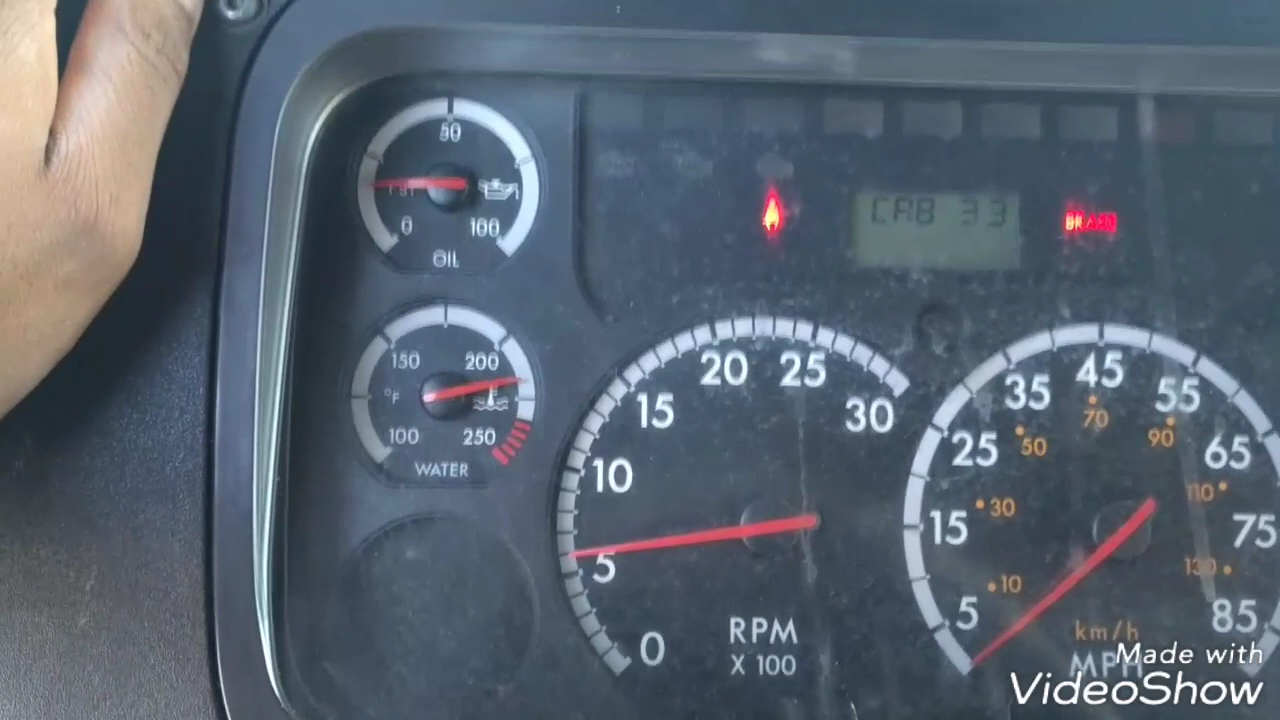 50
0
100
OIL
CAB 33
BRAKE
150
200
°F
100
250
WATER
0
5
10
15
20
25
30
RPM
X 100
5
15
25
35
45
55
65
75
85
10
30
50
70
90
110
130
km/h
MPH
Made with
VideoShow